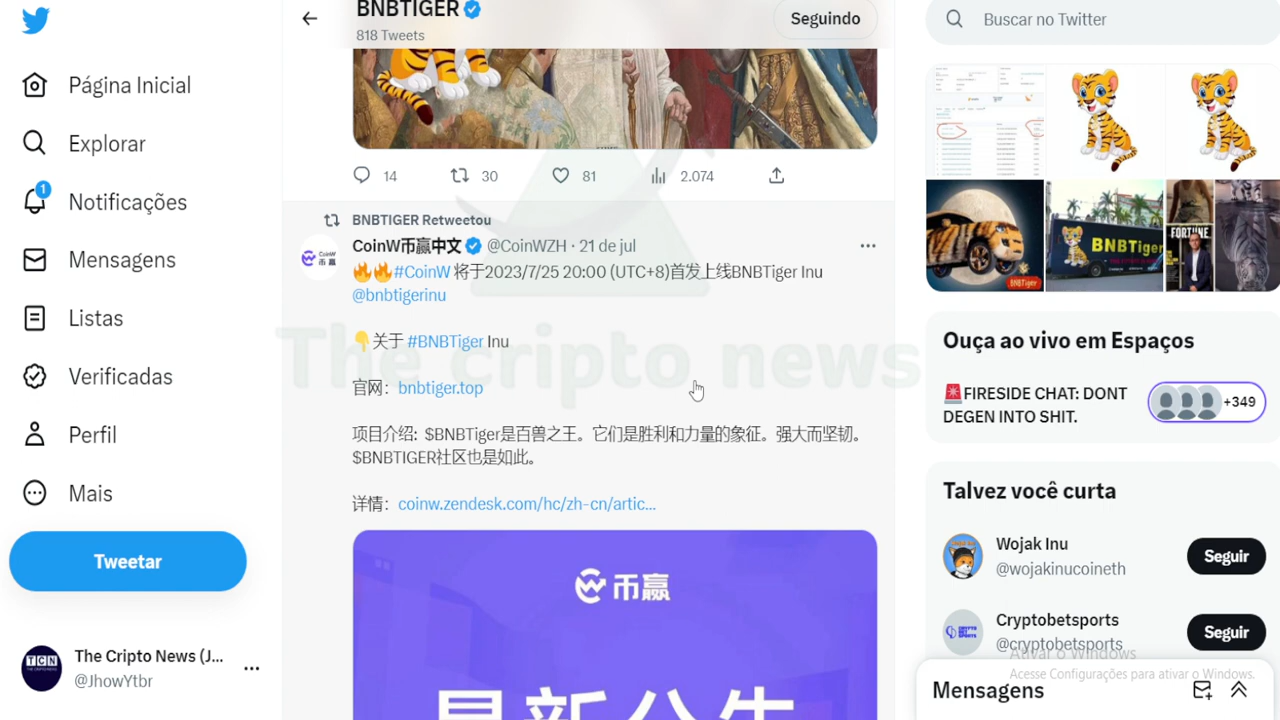 BNBTIGER
818 Tweets
Seguindo
Buscar no Twitter
Página Inicial
Explorar
1
Notificações
Mensagens
Listas
Verificadas
Perfil
Mais
Tweetar
The Cripto News (J...
@JhowYtbr
TCN
14
30
81
2.074
BNBTIGER Retweetou
CoinW币赢中文 @CoinWZH · 21 de jul
🔥🔥#CoinW 将于2023/7/25 20:00 (UTC+8)首发上线BNBTiger Inu
@bnbtigerinu
👇关于 #BNBTiger Inu
官网：bnbtiger.top
项目介绍: $BNBTiger是百兽之王。它们是胜利和力量的象征。强大而坚韧。
$BNBTIGER社区也是如此。
详情：coinw.zendesk.com/hc/zh-cn/artic...
币赢
最新公告
The cripto news
BNBTiger
BNBTiger
FORTUNE
Ouça ao vivo em Espaços
🚨FIRESIDE CHAT: DONT
DEGEN INTO SHIT.
+349
Talvez você curta
Wojak Inu
@wojakinucoineth
Seguir
Cryptobetsports
@cryptobetsports
Seguir
Ativar o Windows
Acesse Configurações para ativar o Windows.
Mensagens